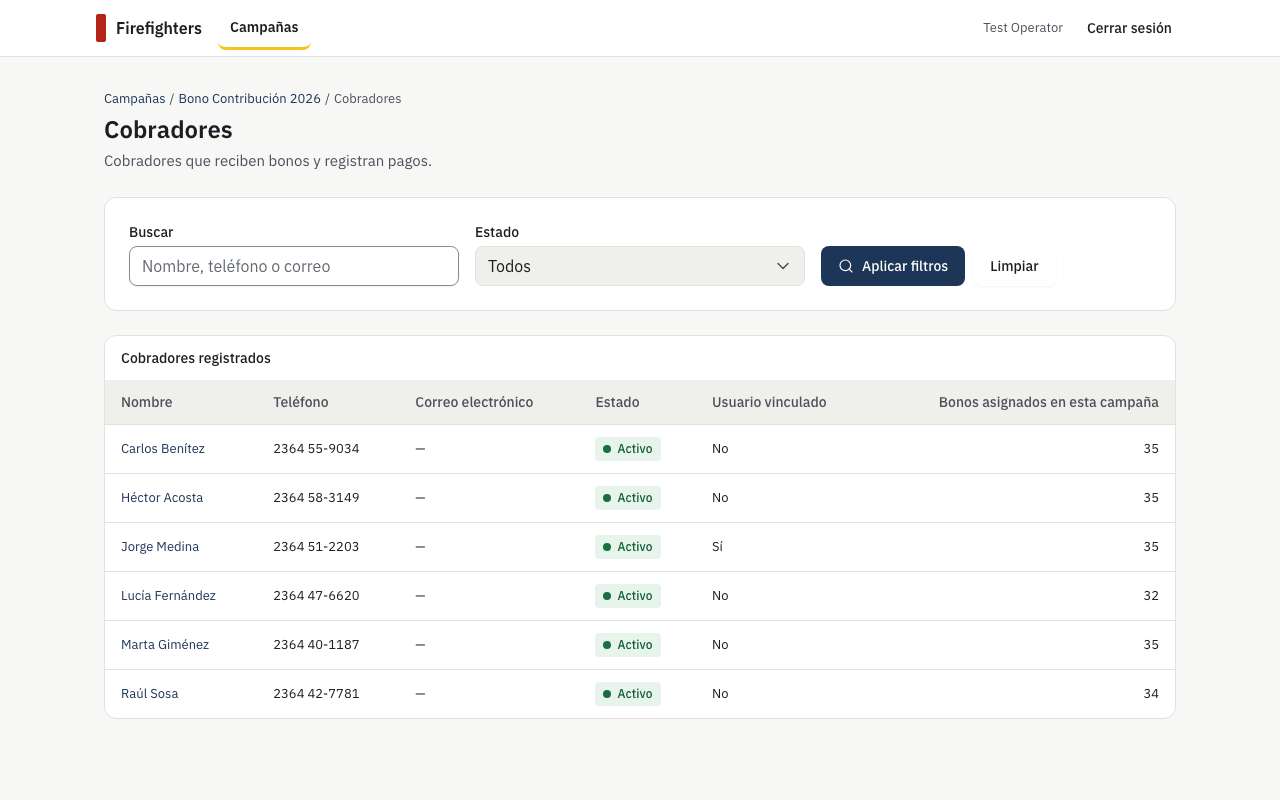 Firefighters Campañas Test Operator Cerrar sesión
Campañas / Bono Contribución 2026 / Cobradores
Cobradores
Cobradores que reciben bonos y registran pagos.
Buscar Estado
Nombre, teléfono o correo Todos Aplicar filtros Limpiar
Cobradores registrados
Nombre Teléfono Correo electrónico Estado Usuario vinculado Bonos asignados en esta campaña
Carlos Benítez 2364 55-9034 — Activo No 35
Héctor Acosta 2364 58-3149 — Activo No 35
Jorge Medina 2364 51-2203 — Activo Sí 35
Lucía Fernández 2364 47-6620 — Activo No 32
Marta Giménez 2364 40-1187 — Activo No 35
Raúl Sosa 2364 42-7781 — Activo No 34